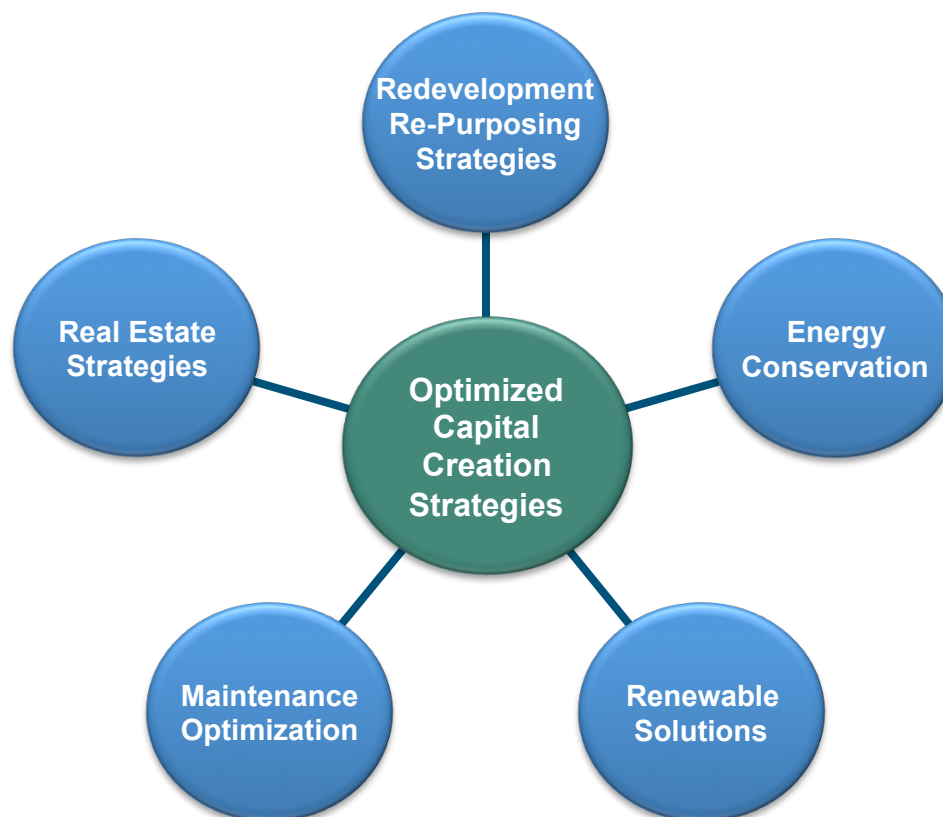 Redevelopment
Re-Purposing
Strategies
Real Estate
Strategies
Energy
Conservation
Optimized
Capital
Creation
Strategies
Maintenance
Optimization
Renewable
Solutions